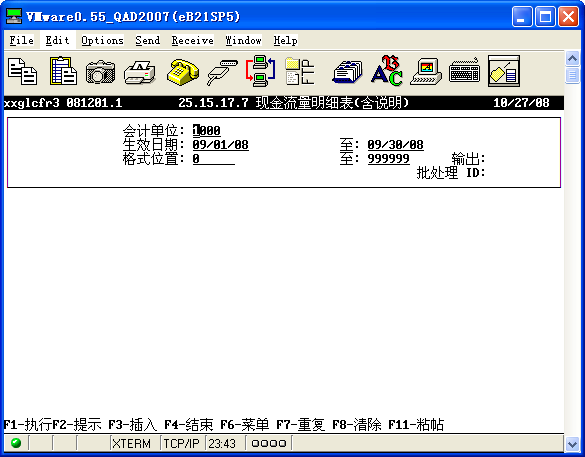 VMware0.55_QAD2007(eB21SP5)
File Edit Options Send Receive Window Help
xxglcfr3 081201.1 25.15.17.7 现金流量明细表(含说明) 10/27/08
会计单位: 1000
生效日期: 09/01/08 至: 09/30/08
格式位置: 0 至: 999999 输出:
批处理 ID:
F1-执行F2-提示 F3-插入 F4-结束 F6-菜单 F7-重复 F8-清除 F11-粘帖
XTERM TCP/IP 23:43